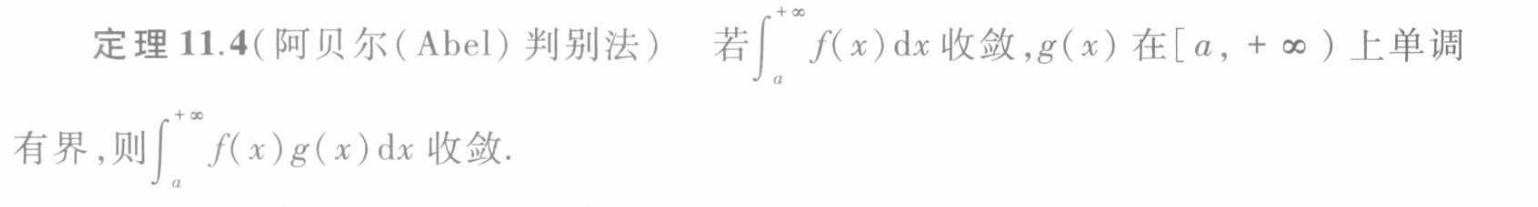 定理 11.4(阿贝尔(Abel)判别法) 若∫_a^{+∞} f(x)dx 收敛,g(x) 在[a, +∞) 上单调
有界,则∫_a^{+∞} f(x)g(x)dx 收敛.